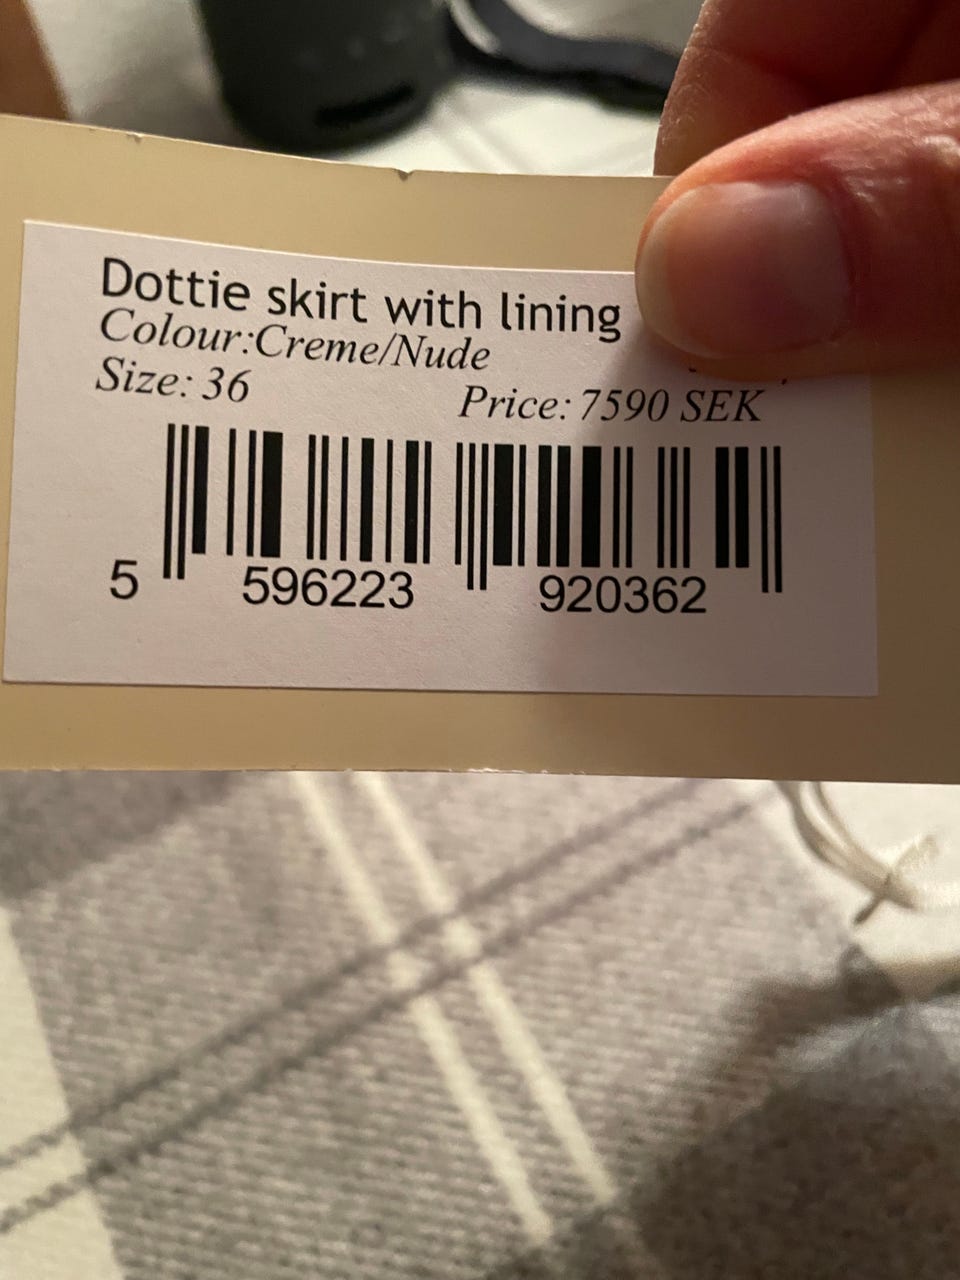 Dottie skirt with lining
Colour:Creme/Nude
Size: 36
Price: 7590 SEK
5 596223 920362